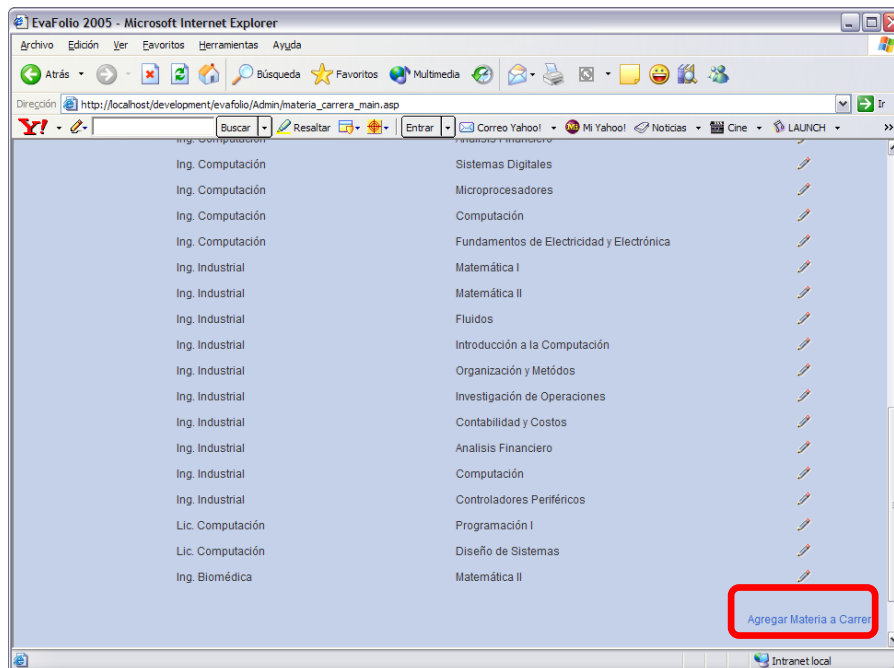 EvaFolio 2005 - Microsoft Internet Explorer
Archivo Edición Ver Favoritos Herramientas Ayuda
Atrás Búsqueda Favoritos Multimedia
Dirección http://localhost/development/evafolio/Admin/materia_carrera_main.asp Ir
Y! Buscar Resaltar Entrar Correo Yahoo! Mi Yahoo! Noticias Cine LAUNCH »
Ing. Computación Analisis Financiero
Ing. Computación Sistemas Digitales
Ing. Computación Microprocesadores
Ing. Computación Computación
Ing. Computación Fundamentos de Electricidad y Electrónica
Ing. Industrial Matemática I
Ing. Industrial Matemática II
Ing. Industrial Fluidos
Ing. Industrial Introducción a la Computación
Ing. Industrial Organización y Metódos
Ing. Industrial Investigación de Operaciones
Ing. Industrial Contabilidad y Costos
Ing. Industrial Analisis Financiero
Ing. Industrial Computación
Ing. Industrial Controladores Periféricos
Lic. Computación Programación I
Lic. Computación Diseño de Sistemas
Ing. Biomédica Matemática II
Agregar Materia a Carrer
Intranet local